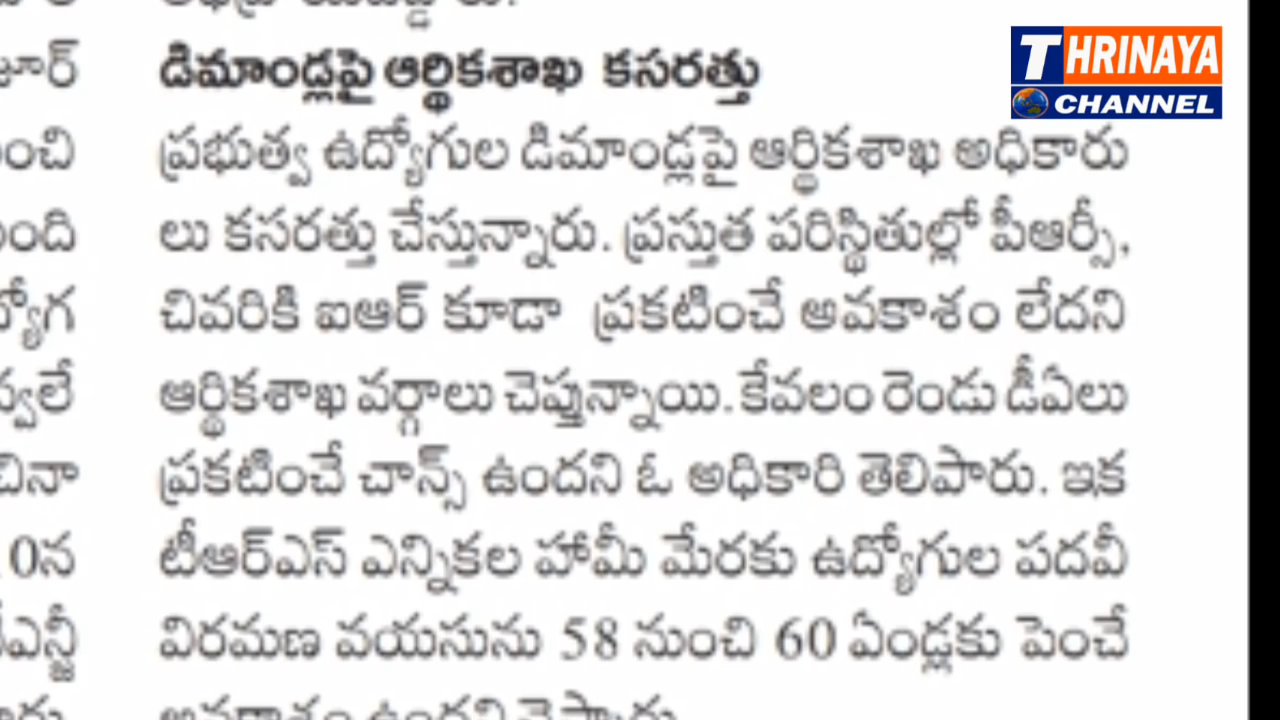 THRINAYA
CHANNEL
డిమాండ్లపై ఆర్థికశాఖ కసరత్తు
ప్రభుత్వ ఉద్యోగుల డిమాండ్లపై ఆర్థికశాఖ అధికారు
లు కసరత్తు చేస్తున్నారు. ప్రస్తుత పరిస్థితుల్లో పీఆర్సీ,
చివరికి ఐఆర్ కూడా ప్రకటించే అవకాశం లేదని
ఆర్థికశాఖ వర్గాలు చెప్తున్నాయి. కేవలం రెండు డీఏలు
ప్రకటించే చాన్స్ ఉందని ఓ అధికారి తెలిపారు. ఇక
టీఆర్ఎస్ ఎన్నికల హామీ మేరకు ఉద్యోగుల పదవీ
విరమణ వయసును 58 నుంచి 60 ఏండ్లకు పెంచే